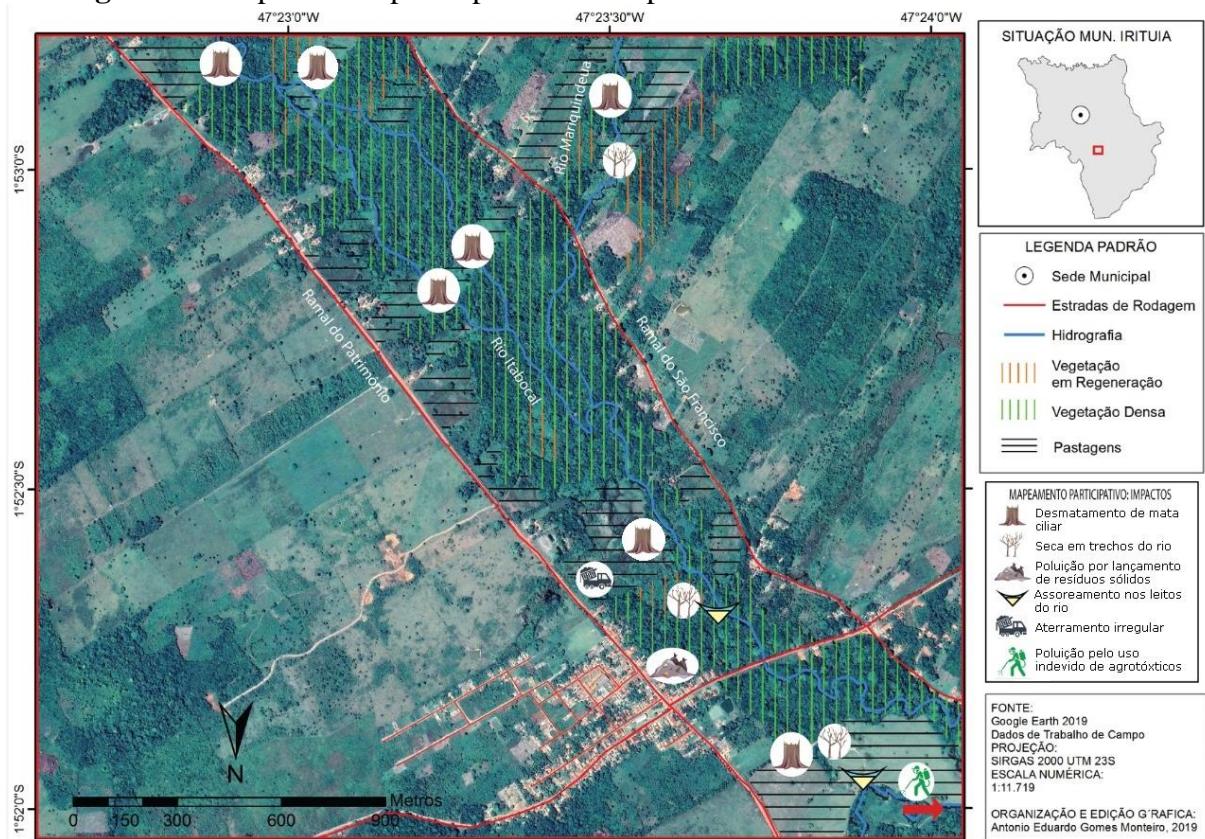 47°23'0"W
47°23'30"W
47°24'0"W
1°53'0"S
1°52'30"S
1°52'0"S
Rio Mariquindeua
Ramal do Patrimônio
Rio Itabocal
Ramal do São Francisco
N
Metros
0 150 300 600 900
SITUAÇÃO MUN. IRITUIA
LEGENDA PADRÃO
Sede Municipal
Estradas de Rodagem
Hidrografia
Vegetação
em Regeneração
Vegetação Densa
Pastagens
MAPEAMENTO PARTICIPATIVO: IMPACTOS
Desmatamento de mata
ciliar
Seca em trechos do rio
Poluição por lançamento
de resíduos sólidos
Assoreamento nos leitos
do rio
Aterramento irregular
Poluição pelo uso
indevido de agrotóxticos
FONTE:
Google Earth 2019
Dados de Trabalho de Campo
PROJEÇÃO:
SIRGAS 2000 UTM 23S
ESCALA NUMÉRICA:
1:11.719
ORGANIZAÇÃO E EDIÇÃO G´RAFICA:
Antonio Eduardo Gomes Monteiro, 2019